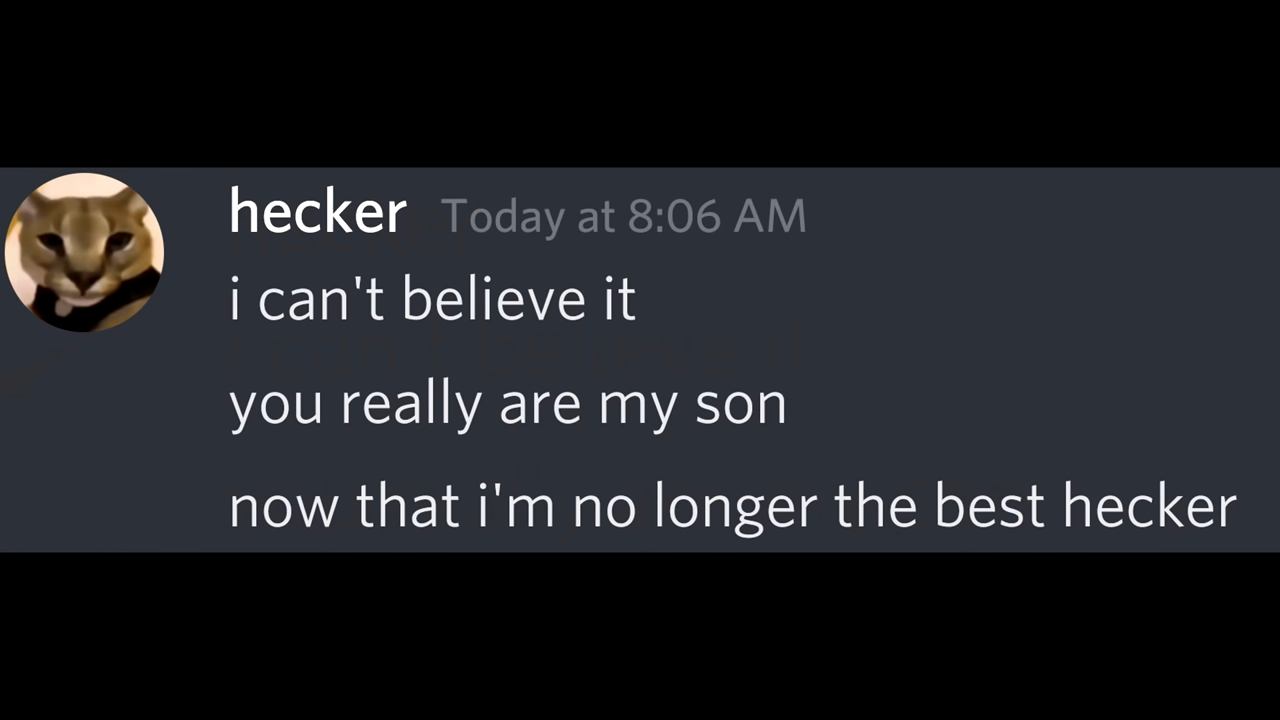 hecker Today at 8:06 AM
i can't believe it
you really are my son
now that i'm no longer the best hecker